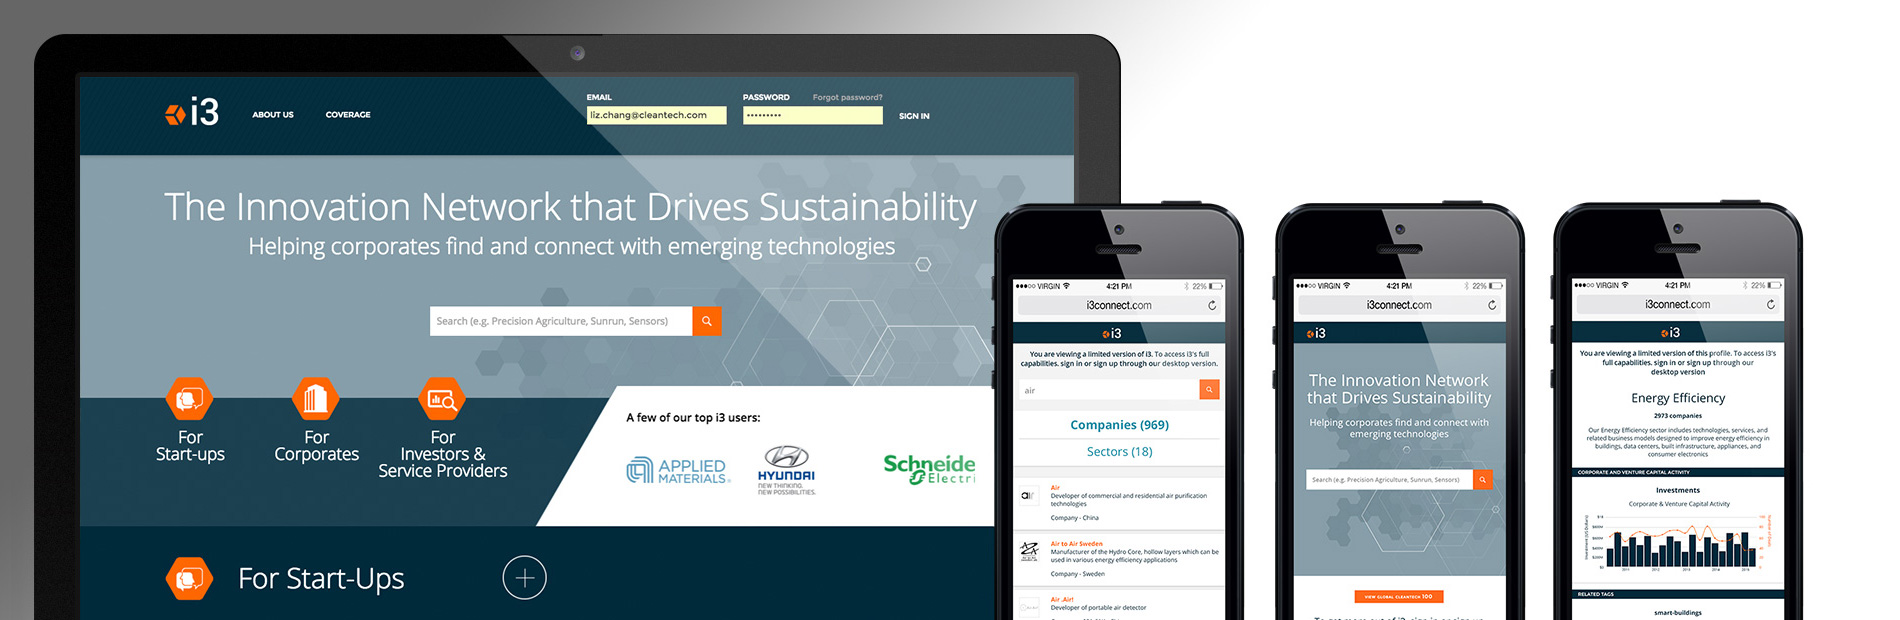 i3
ABOUT US
COVERAGE
EMAIL
liz.chang@cleantech.com
PASSWORD
Forgot password?
•••••••••
SIGN IN
The Innovation Network that Drives Sustainability
Helping corporates find and connect with emerging technologies
Search (e.g. Precision Agriculture, Sunrun, Sensors)
For
Start-ups
For
Corporates
For
Investors &
Service Providers
A few of our top i3 users:
APPLIED
MATERIALS®
HYUNDAI
NEW THINKING.
NEW POSSIBILITIES.
Schneide
Electri
For Start-Ups
VIRGIN
4:21 PM
22%
i3connect.com
i3
You are viewing a limited version of i3. To access i3's full
capabilities, sign in or sign up through our desktop version.
air
Companies (969)
Sectors (18)
air
Air
Developer of commercial and residential air purification
technologies
Company - China
Air to Air Sweden
Manufacturer of the Hydro Core, hollow layers which can be
used in various energy efficiency applications
Company - Sweden
Air .Air!
Developer of portable air detector
VIRGIN
4:21 PM
22%
i3connect.com
i3
The Innovation Network
that Drives Sustainability
Helping corporates find and connect with
emerging technologies
Search (e.g. Precision Agriculture, Sunrun, Sensors)
VIEW GLOBAL CLEANTECH 100
VIRGIN
4:21 PM
22%
i3connect.com
i3
You are viewing a limited version of this profile. To access i3's
full capabilities, sign in or sign up through our
desktop version
Energy Efficiency
2973 companies
Our Energy Efficiency sector includes technologies, services, and
related business models designed to improve energy efficiency in
buildings, data centers, built infrastructure, appliances, and
consumer electronics
CORPORATE AND VENTURE CAPITAL ACTIVITY
Investments
Corporate & Venture Capital Activity
RELATED TAGS
smart-buildings